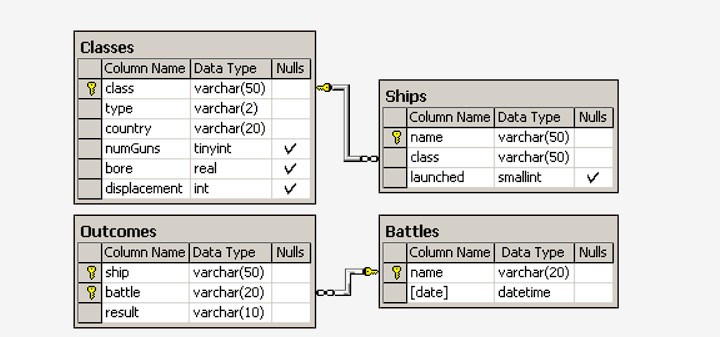 Classes
Column Name Data Type Nulls
class varchar(50)
type varchar(2)
country varchar(20)
numGuns tinyint
bore real
displacement int
Ships
Column Name Data Type Nulls
name varchar(50)
class varchar(50)
launched smallint
Outcomes
Column Name Data Type Nulls
ship varchar(50)
battle varchar(20)
result varchar(10)
Battles
Column Name Data Type Nulls
name varchar(20)
[date] datetime